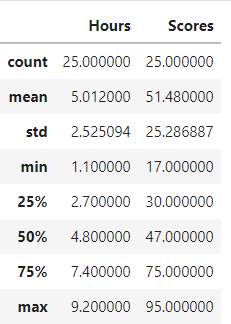 Hours Scores
count 25.000000 25.000000
mean 5.012000 51.480000
std 2.525094 25.286887
min 1.100000 17.000000
25% 2.700000 30.000000
50% 4.800000 47.000000
75% 7.400000 75.000000
max 9.200000 95.000000